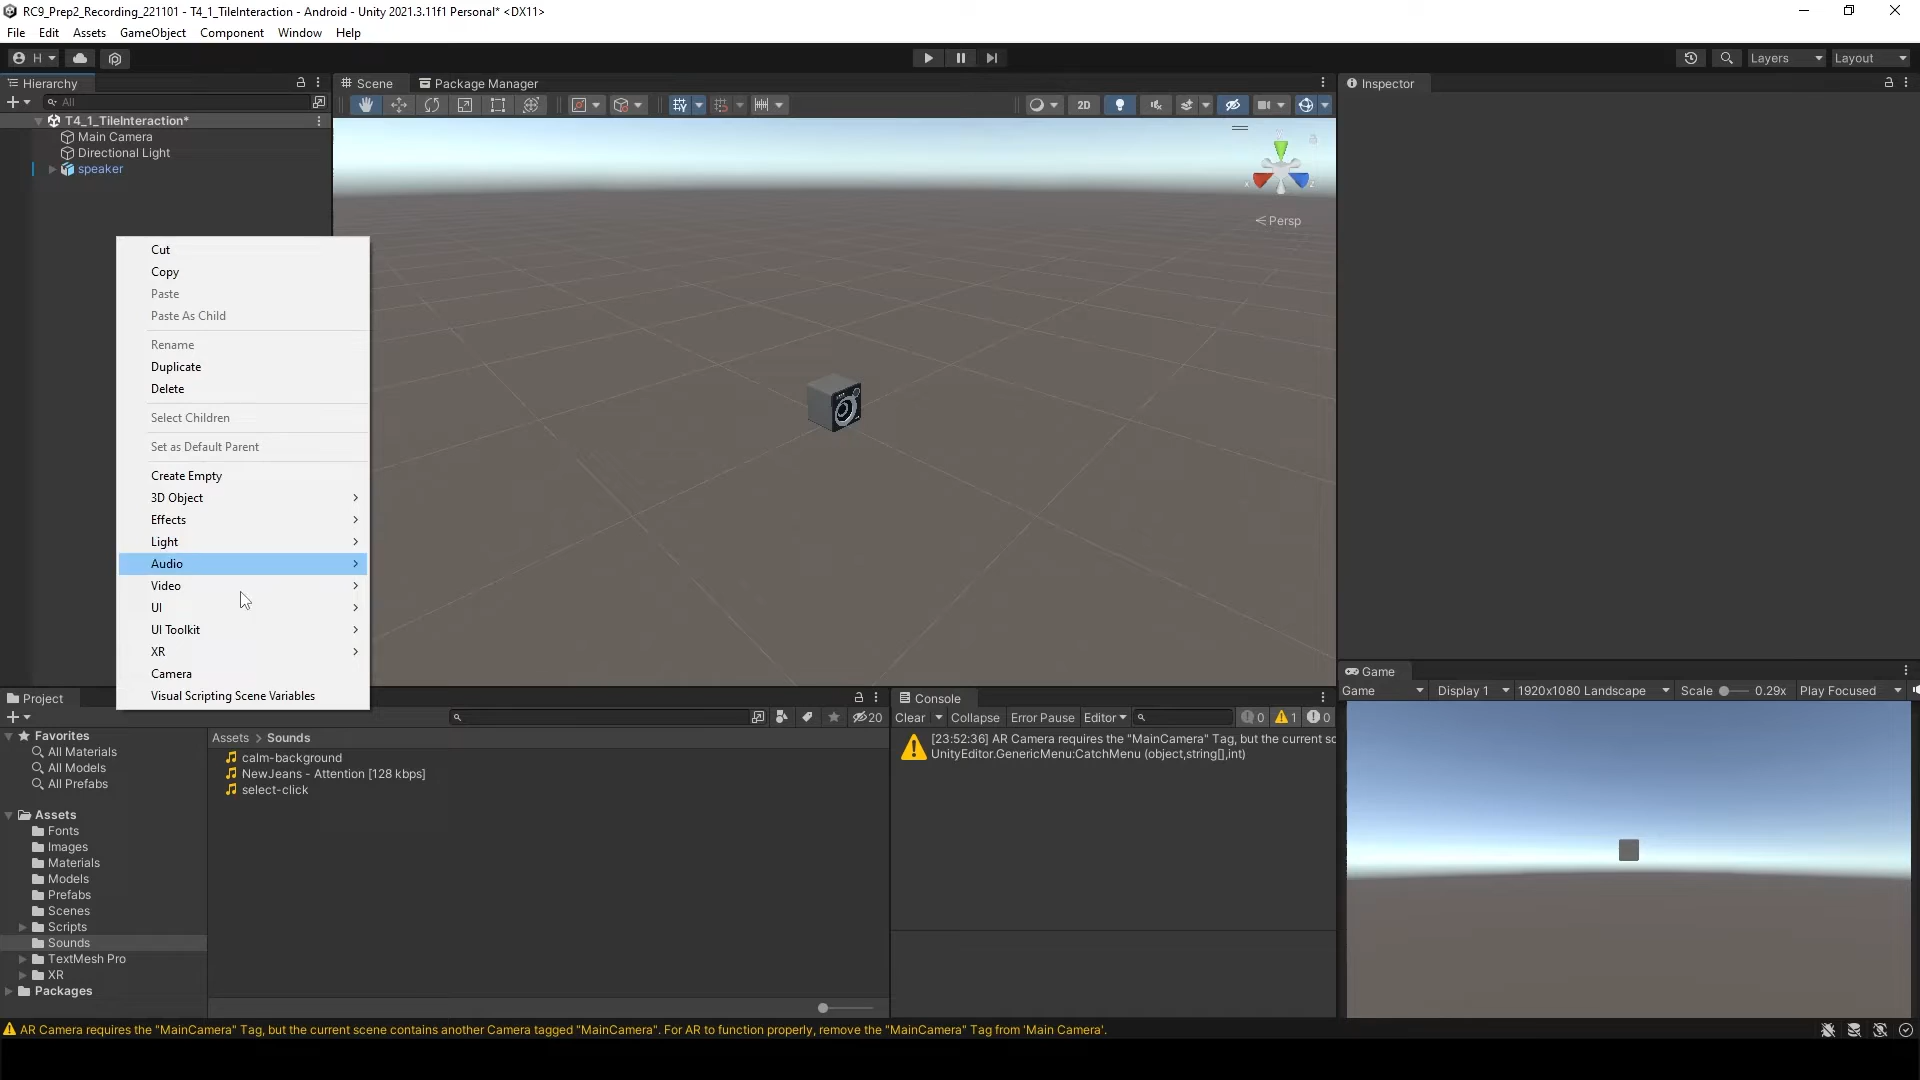 RC9_Prep2_Recording_221101 - T4_1_TileInteraction - Android - Unity 2021.3.11f1 Personal* <DX11>
File Edit Assets GameObject Component Window Help
H
Layers Layout
Hierarchy
Scene
Package Manager
Inspector
All
2D
T4_1_TileInteraction*
Main Camera
Directional Light
speaker
Persp
Cut
Copy
Paste
Paste As Child
Rename
Duplicate
Delete
Select Children
Set as Default Parent
Create Empty
3D Object
Effects
Light
Audio
Video
UI
UI Toolkit
XR
Camera
Visual Scripting Scene Variables
Game
Game Display 1 1920x1080 Landscape Scale 0.29x Play Focused
Project
20
Favorites
All Materials
All Models
All Prefabs
Assets
Fonts
Images
Materials
Models
Prefabs
Scenes
Scripts
Sounds
TextMesh Pro
XR
Packages
Assets > Sounds
calm-background
NewJeans - Attention [128 kbps]
select-click
Console
Clear Collapse Error Pause Editor 0 1 0
[23:52:36] AR Camera requires the "MainCamera" Tag, but the current sc
UnityEditor.GenericMenu:CatchMenu (object,string[],int)
AR Camera requires the "MainCamera" Tag, but the current scene contains another Camera tagged "MainCamera". For AR to function properly, remove the "MainCamera" Tag from 'Main Camera'.